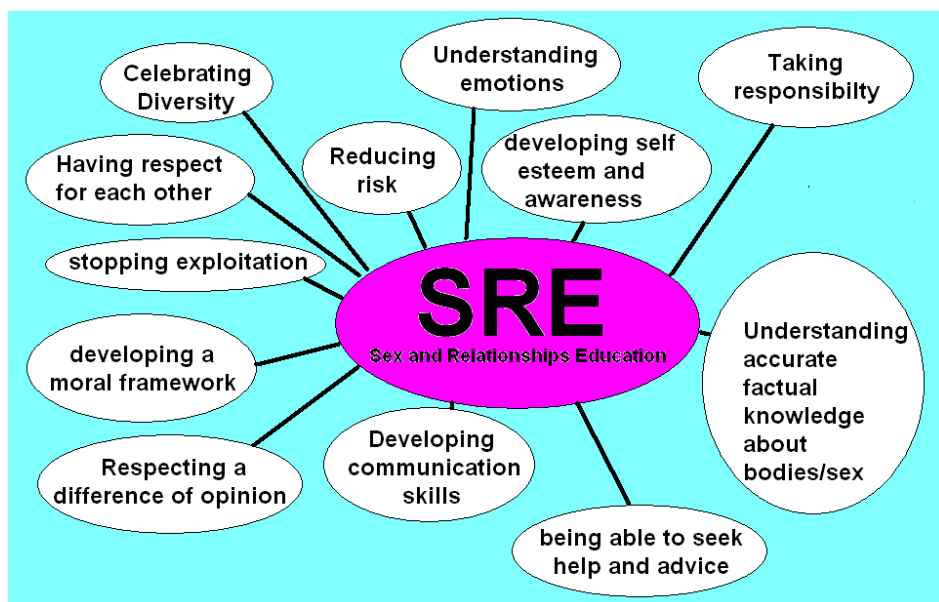 Celebrating
Diversity
Understanding
emotions
Taking
responsibilty
Having respect
for each other
Reducing
risk
developing self
esteem and
awareness
stopping exploitation
SRE
Sex and Relationships Education
developing a
moral framework
Understanding
accurate
factual
knowledge
about
bodies/sex
Respecting a
difference of opinion
Developing
communication
skills
being able to seek
help and advice